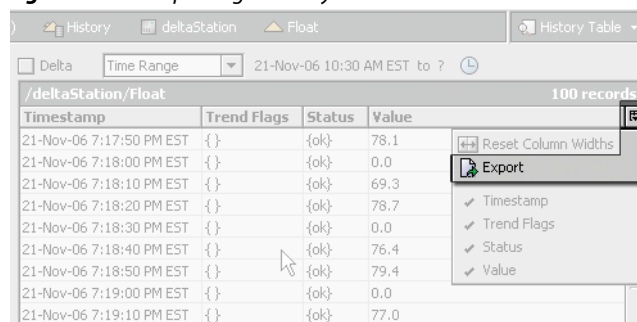 History deltaStation Float History Table
Delta Time Range 21-Nov-06 10:30 AM EST to ?
/deltaStation/Float 100 records
Timestamp Trend Flags Status Value
21-Nov-06 7:17:50 PM EST { } {ok} 78.1
21-Nov-06 7:18:00 PM EST { } {ok} 0.0
21-Nov-06 7:18:10 PM EST { } {ok} 69.3
21-Nov-06 7:18:20 PM EST { } {ok} 78.7
21-Nov-06 7:18:30 PM EST { } {ok} 0.0
21-Nov-06 7:18:40 PM EST { } {ok} 76.4
21-Nov-06 7:18:50 PM EST { } {ok} 79.4
21-Nov-06 7:19:00 PM EST { } {ok} 0.0
21-Nov-06 7:19:10 PM EST { } {ok} 77.0
Reset Column Widths
Export
Timestamp
Trend Flags
Status
Value